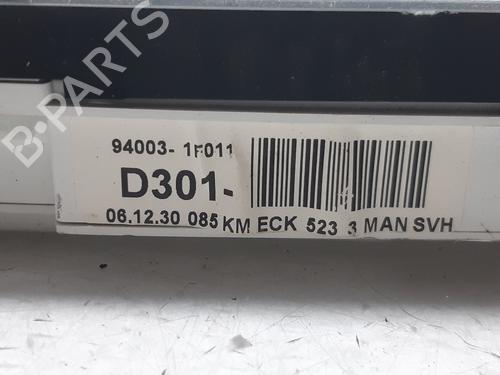 B-PARTS
94003- 1F011
D301-
06.12.30 085 KM ECK 523 3 MAN SVH